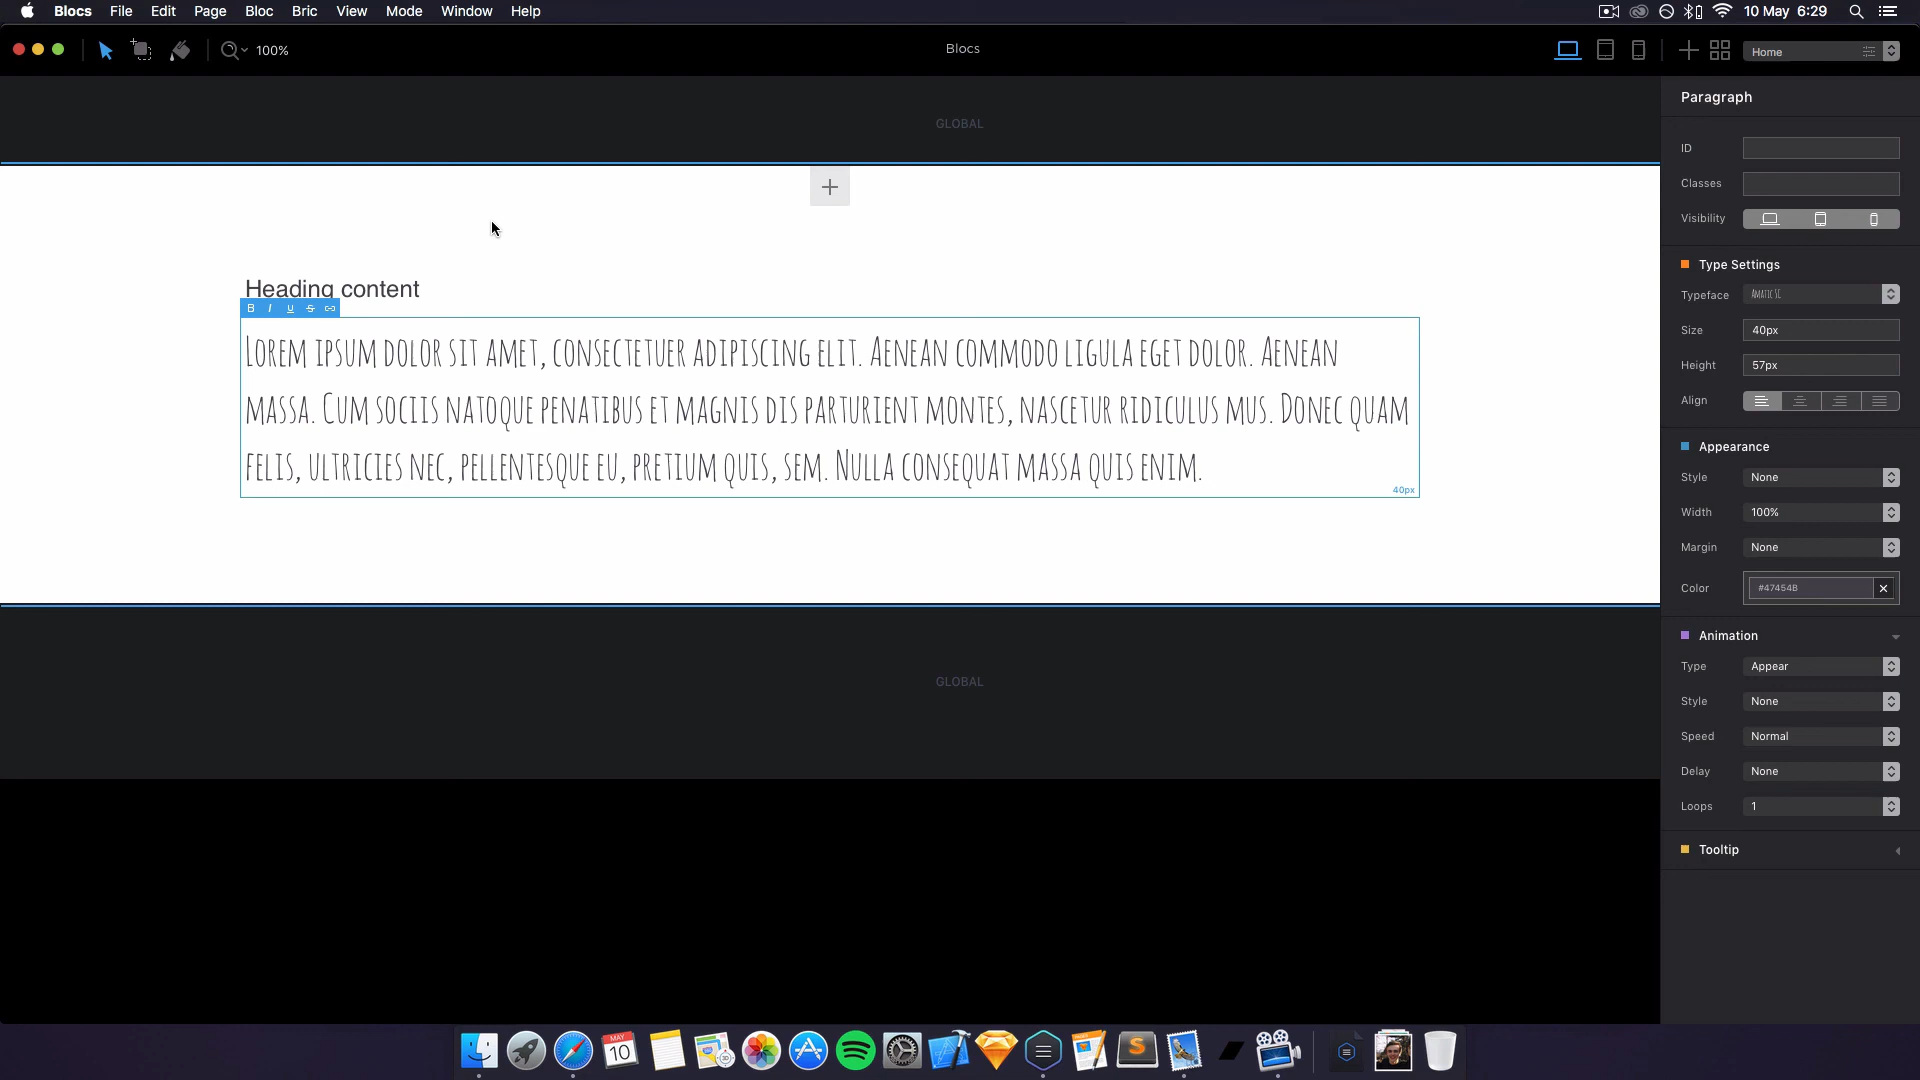 Blocs File Edit Page Bloc Bric View Mode Window Help 10 May 6:29
100% Blocs Home
Paragraph
GLOBAL
ID
Classes
Visibility
Type Settings
Heading content
Typeface Amatic SC
B I U S
Size 40px
Lorem ipsum dolor sit amet, consectetuer adipiscing elit. Aenean commodo ligula eget dolor. Aenean
Height 57px
massa. Cum sociis natoque penatibus et magnis dis parturient montes, nascetur ridiculus mus. Donec quam
Align
felis, ultricies nec, pellentesque eu, pretium quis, sem. Nulla consequat massa quis enim.
40px
Appearance
Style None
Width 100%
Margin None
Color #47454B
Animation
Type Appear
GLOBAL
Style None
Speed Normal
Delay None
Loops 1
Tooltip
MAY
10
S